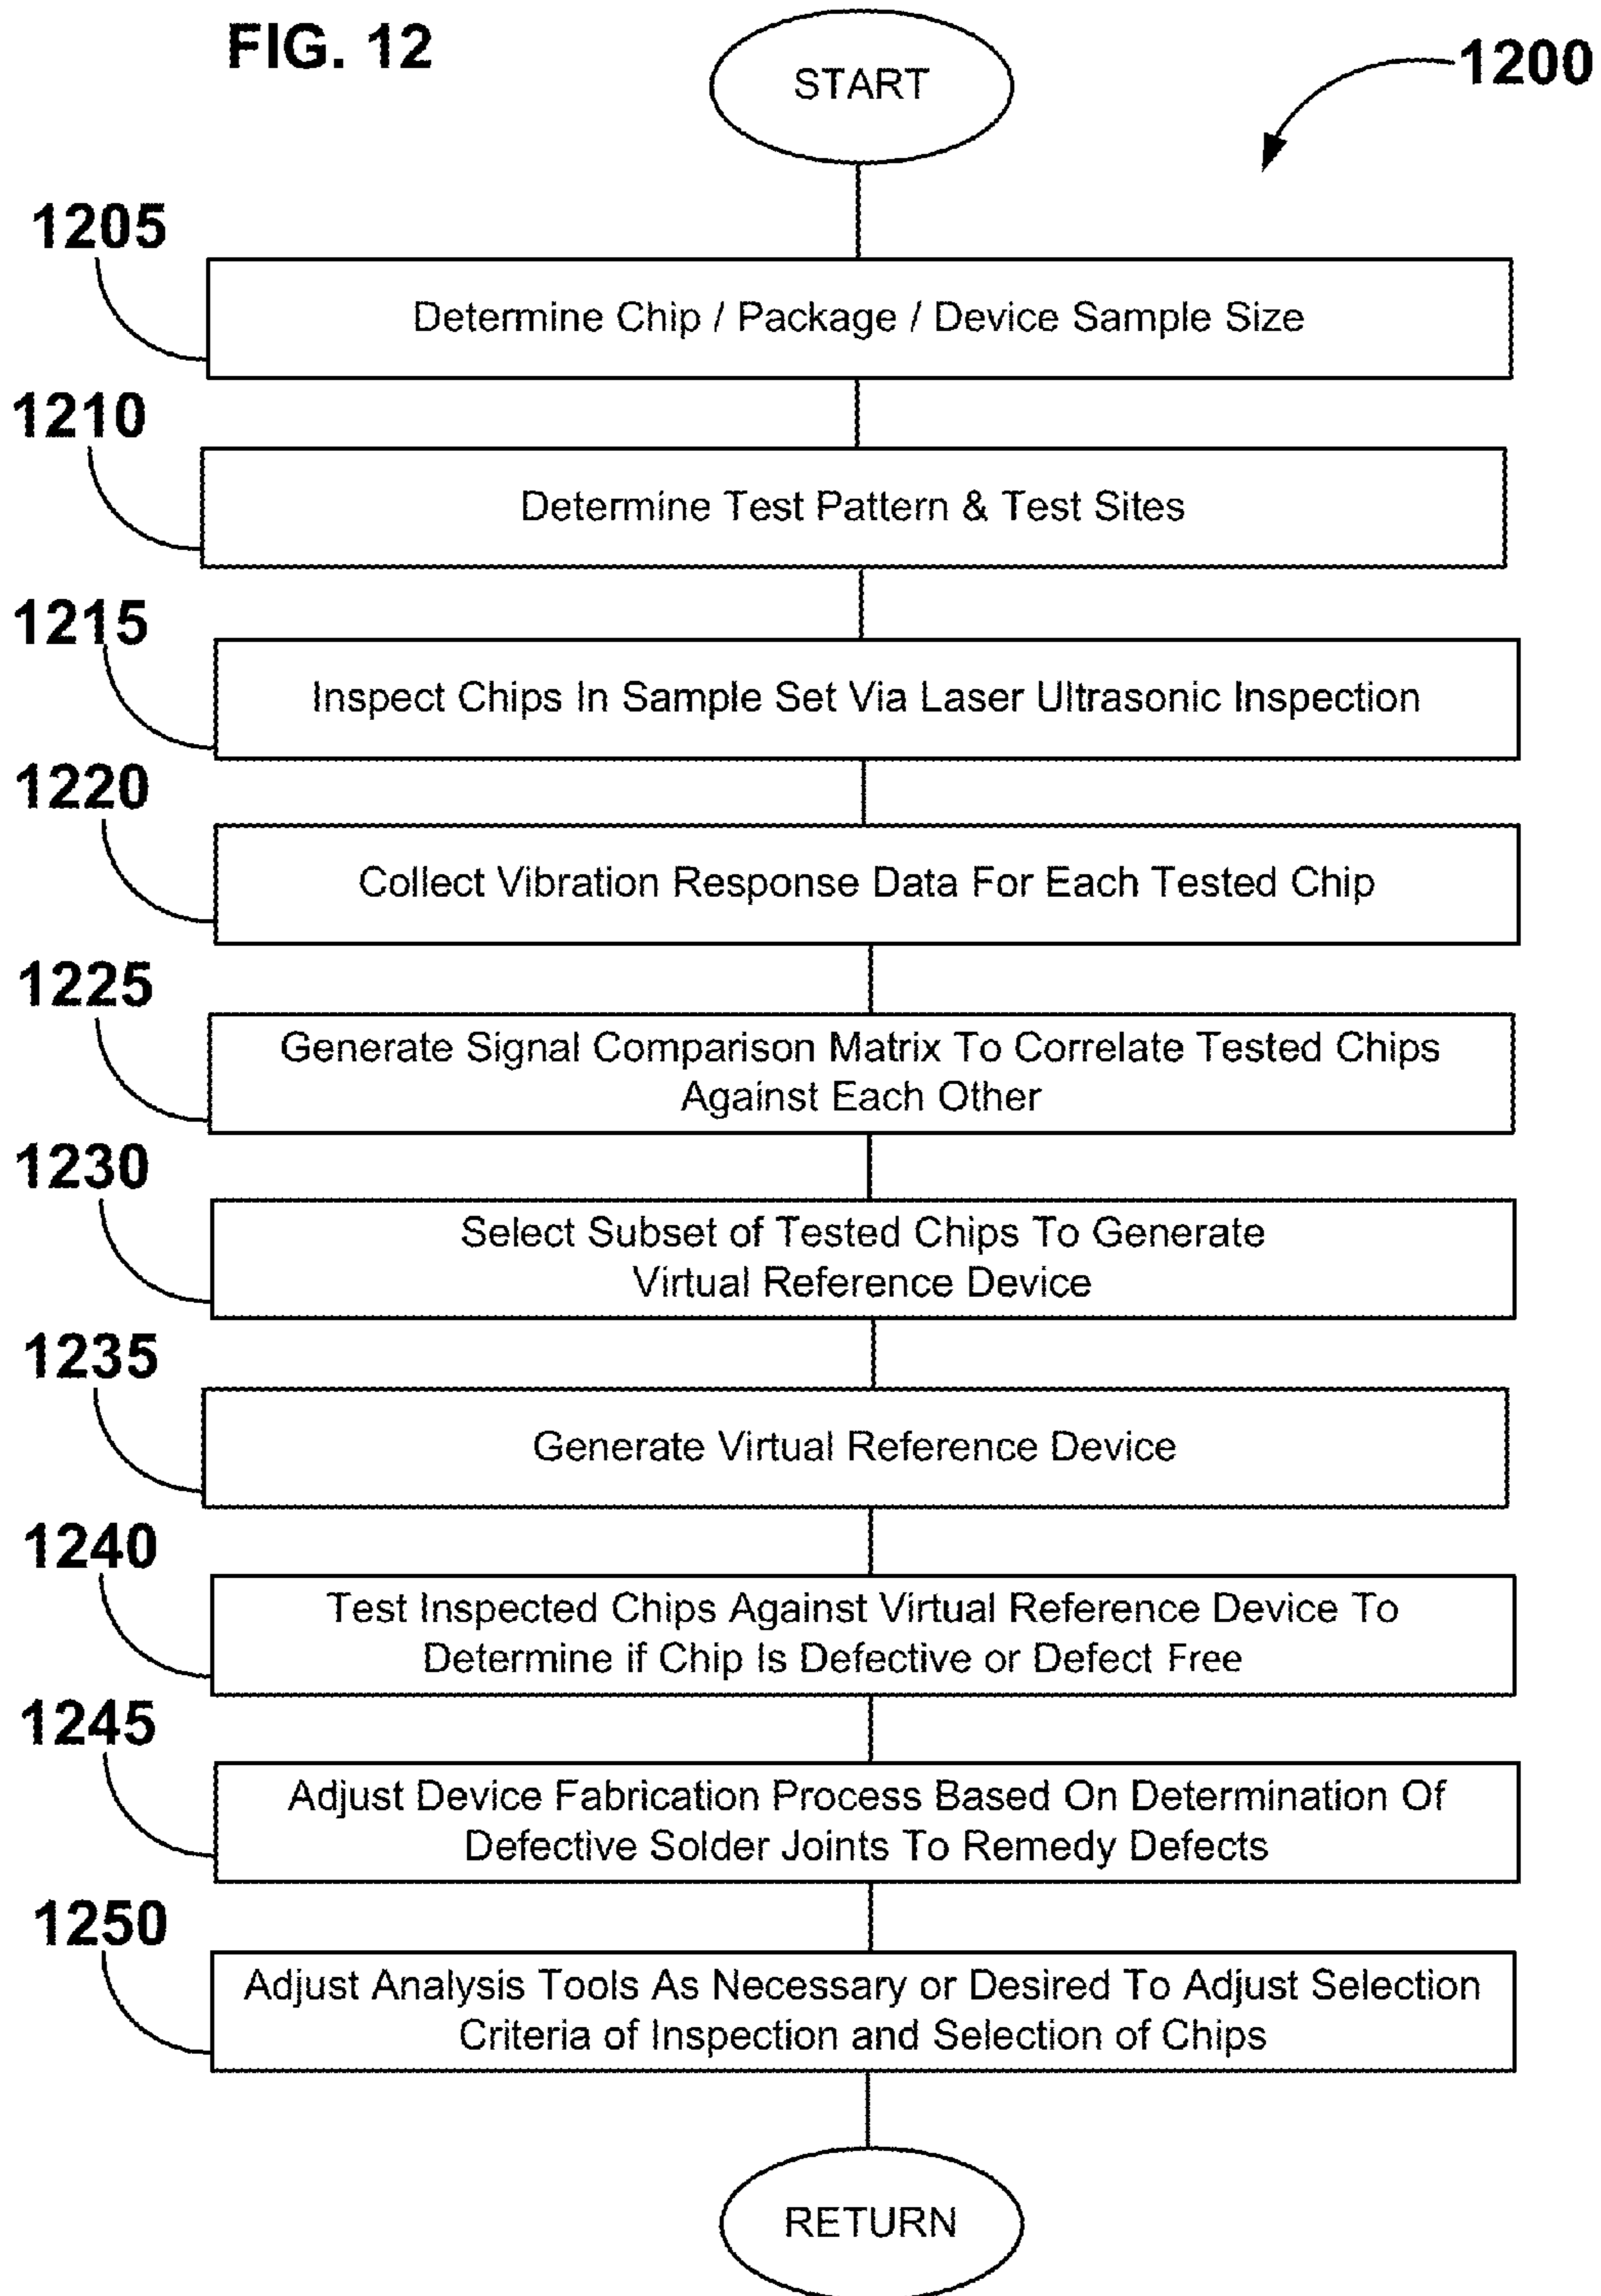 FIG. 12
START
1200
1205
Determine Chip / Package / Device Sample Size
1210
Determine Test Pattern & Test Sites
1215
Inspect Chips In Sample Set Via Laser Ultrasonic Inspection
1220
Collect Vibration Response Data For Each Tested Chip
1225
Generate Signal Comparison Matrix To Correlate Tested Chips
Against Each Other
1230
Select Subset of Tested Chips To Generate
Virtual Reference Device
1235
Generate Virtual Reference Device
1240
Test Inspected Chips Against Virtual Reference Device To
Determine if Chip Is Defective or Defect Free
1245
Adjust Device Fabrication Process Based On Determination Of
Defective Solder Joints To Remedy Defects
1250
Adjust Analysis Tools As Necessary or Desired To Adjust Selection
Criteria of Inspection and Selection of Chips
RETURN